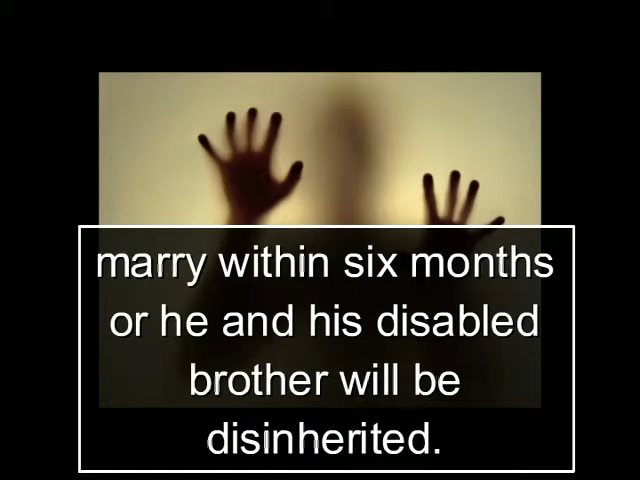 marry within six months
or he and his disabled
brother will be
disinherited.